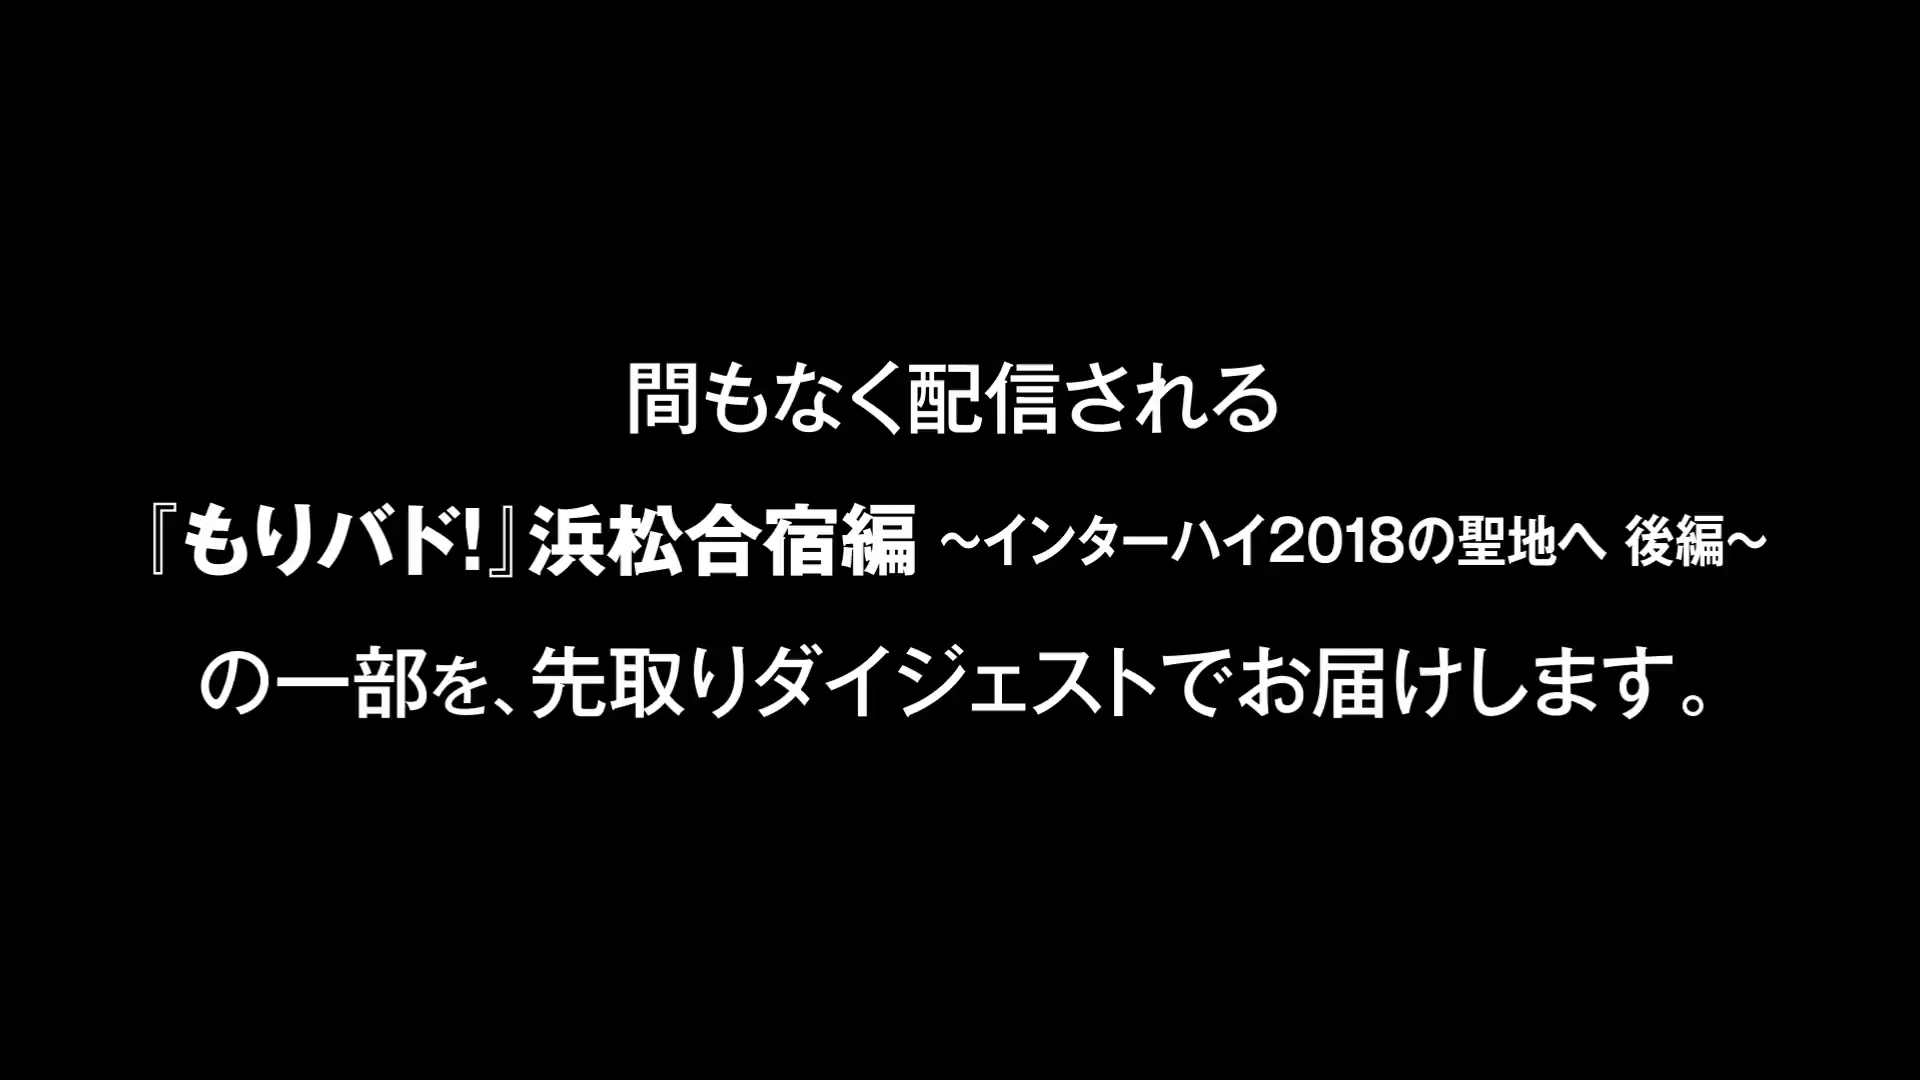 間もなく配信される
『もりバド!』浜松合宿編 ～インターハイ2018の聖地へ 後編～
の一部を、先取りダイジェストでお届けします。